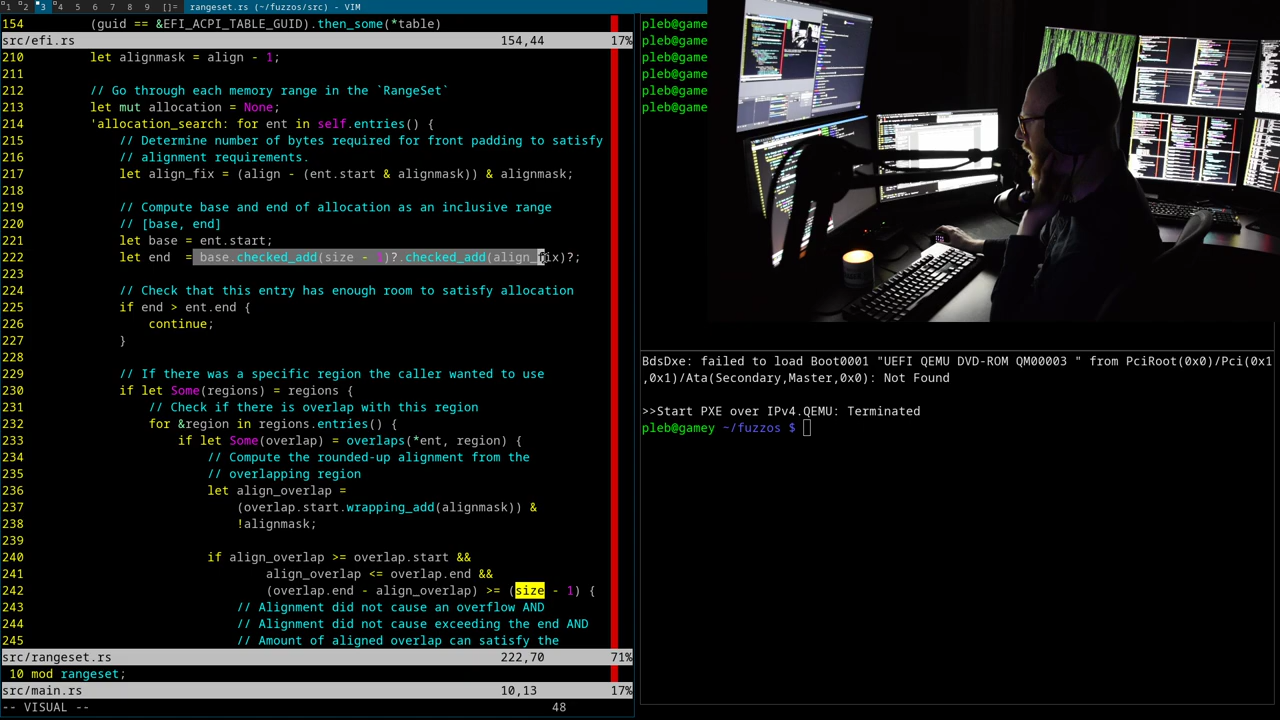 1 2 3 4 5 6 7 8 9 []= rangeset.rs (~/fuzzos/src) - VIM
154 (guid == &EFI_ACPI_TABLE_GUID).then_some(*table)
src/efi.rs 154,44 17%
210 let alignmask = align - 1;
211
212 // Go through each memory range in the `RangeSet`
213 let mut allocation = None;
214 'allocation_search: for ent in self.entries() {
215 // Determine number of bytes required for front padding to satisfy
216 // alignment requirements.
217 let align_fix = (align - (ent.start & alignmask)) & alignmask;
218
219 // Compute base and end of allocation as an inclusive range
220 // [base, end]
221 let base = ent.start;
222 let end = base.checked_add(size - 1)?.checked_add(align_fix)?;
223
224 // Check that this entry has enough room to satisfy allocation
225 if end > ent.end {
226 continue;
227 }
228
229 // If there was a specific region the caller wanted to use
230 if let Some(regions) = regions {
231 // Check if there is overlap with this region
232 for &region in regions.entries() {
233 if let Some(overlap) = overlaps(*ent, region) {
234 // Compute the rounded-up alignment from the
235 // overlapping region
236 let align_overlap =
237 (overlap.start.wrapping_add(alignmask)) &
238 !alignmask;
239
240 if align_overlap >= overlap.start &&
241 align_overlap <= overlap.end &&
242 (overlap.end - align_overlap) >= (size - 1) {
243 // Alignment did not cause an overflow AND
244 // Alignment did not cause exceeding the end AND
245 // Amount of aligned overlap can satisfy the
src/rangeset.rs 222,70 71%
10 mod rangeset;
src/main.rs 10,13 17%
-- VISUAL -- 48
pleb@game
pleb@game
pleb@game
pleb@game
pleb@game
pleb@game
BdsDxe: failed to load Boot0001 "UEFI QEMU DVD-ROM QM00003 " from PciRoot(0x0)/Pci(0x1
,0x1)/Ata(Secondary,Master,0x0): Not Found
>>Start PXE over IPv4.QEMU: Terminated
pleb@gamey ~/fuzzos $